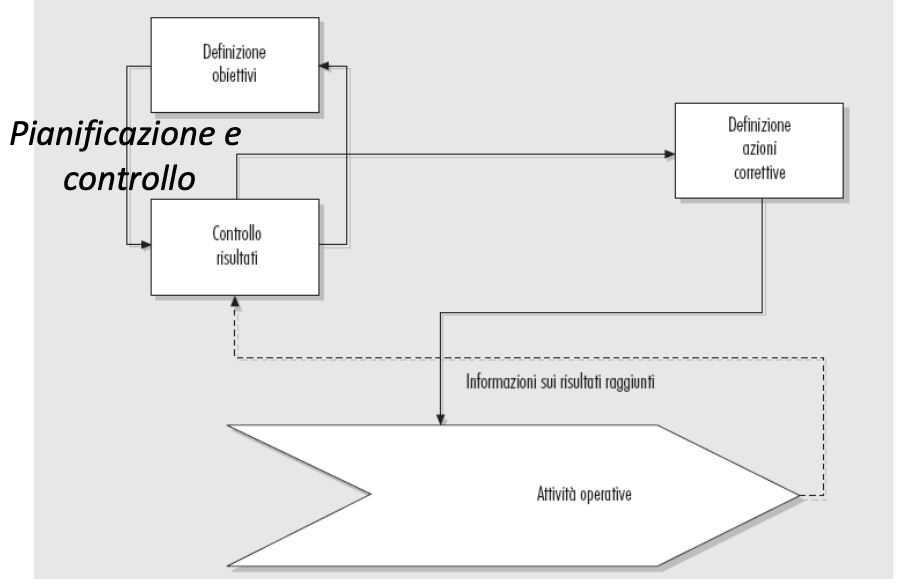 Definizione
obiettivi
Pianificazione e
controllo
Definizione
azioni
correttive
Controllo
risultati
Informazioni sui risultati raggiunti
Attività operative